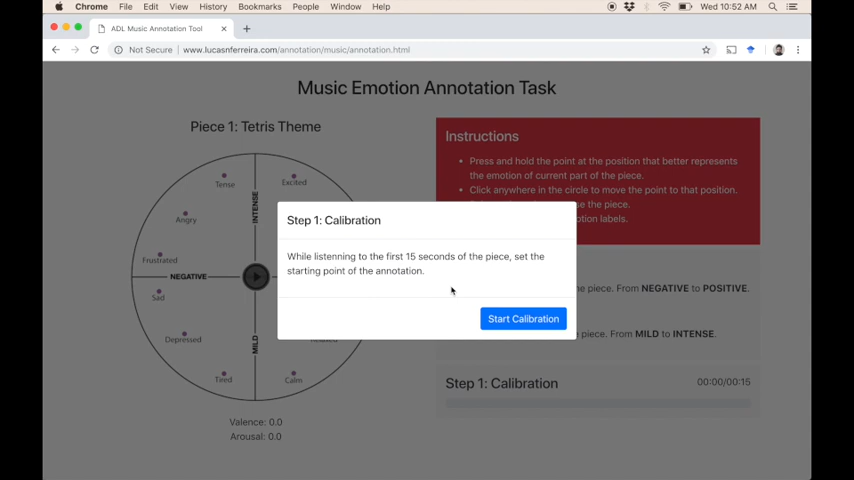 Chrome File Edit View History Bookmarks People Window Help Wed 10:52 AM
ADL Music Annotation Tool
Not Secure www.lucasnferreira.com/annotation/music/annotation.html
Music Emotion Annotation Task
Piece 1: Tetris Theme
Tense
Excited
Angry
INTENSE
Frustrated
NEGATIVE
Sad
Depressed
MILD
Tired
Calm
Valence: 0.0
Arousal: 0.0
Instructions
Press and hold the point at the position that better represents
the emotion of current part of the piece.
Click anywhere in the circle to move the point to that position.
se the piece.
otion labels.
Step 1: Calibration
While listenning to the first 15 seconds of the piece, set the
starting point of the annotation.
Start Calibration
e piece. From NEGATIVE to POSITIVE.
e piece. From MILD to INTENSE.
Step 1: Calibration 00:00/00:15